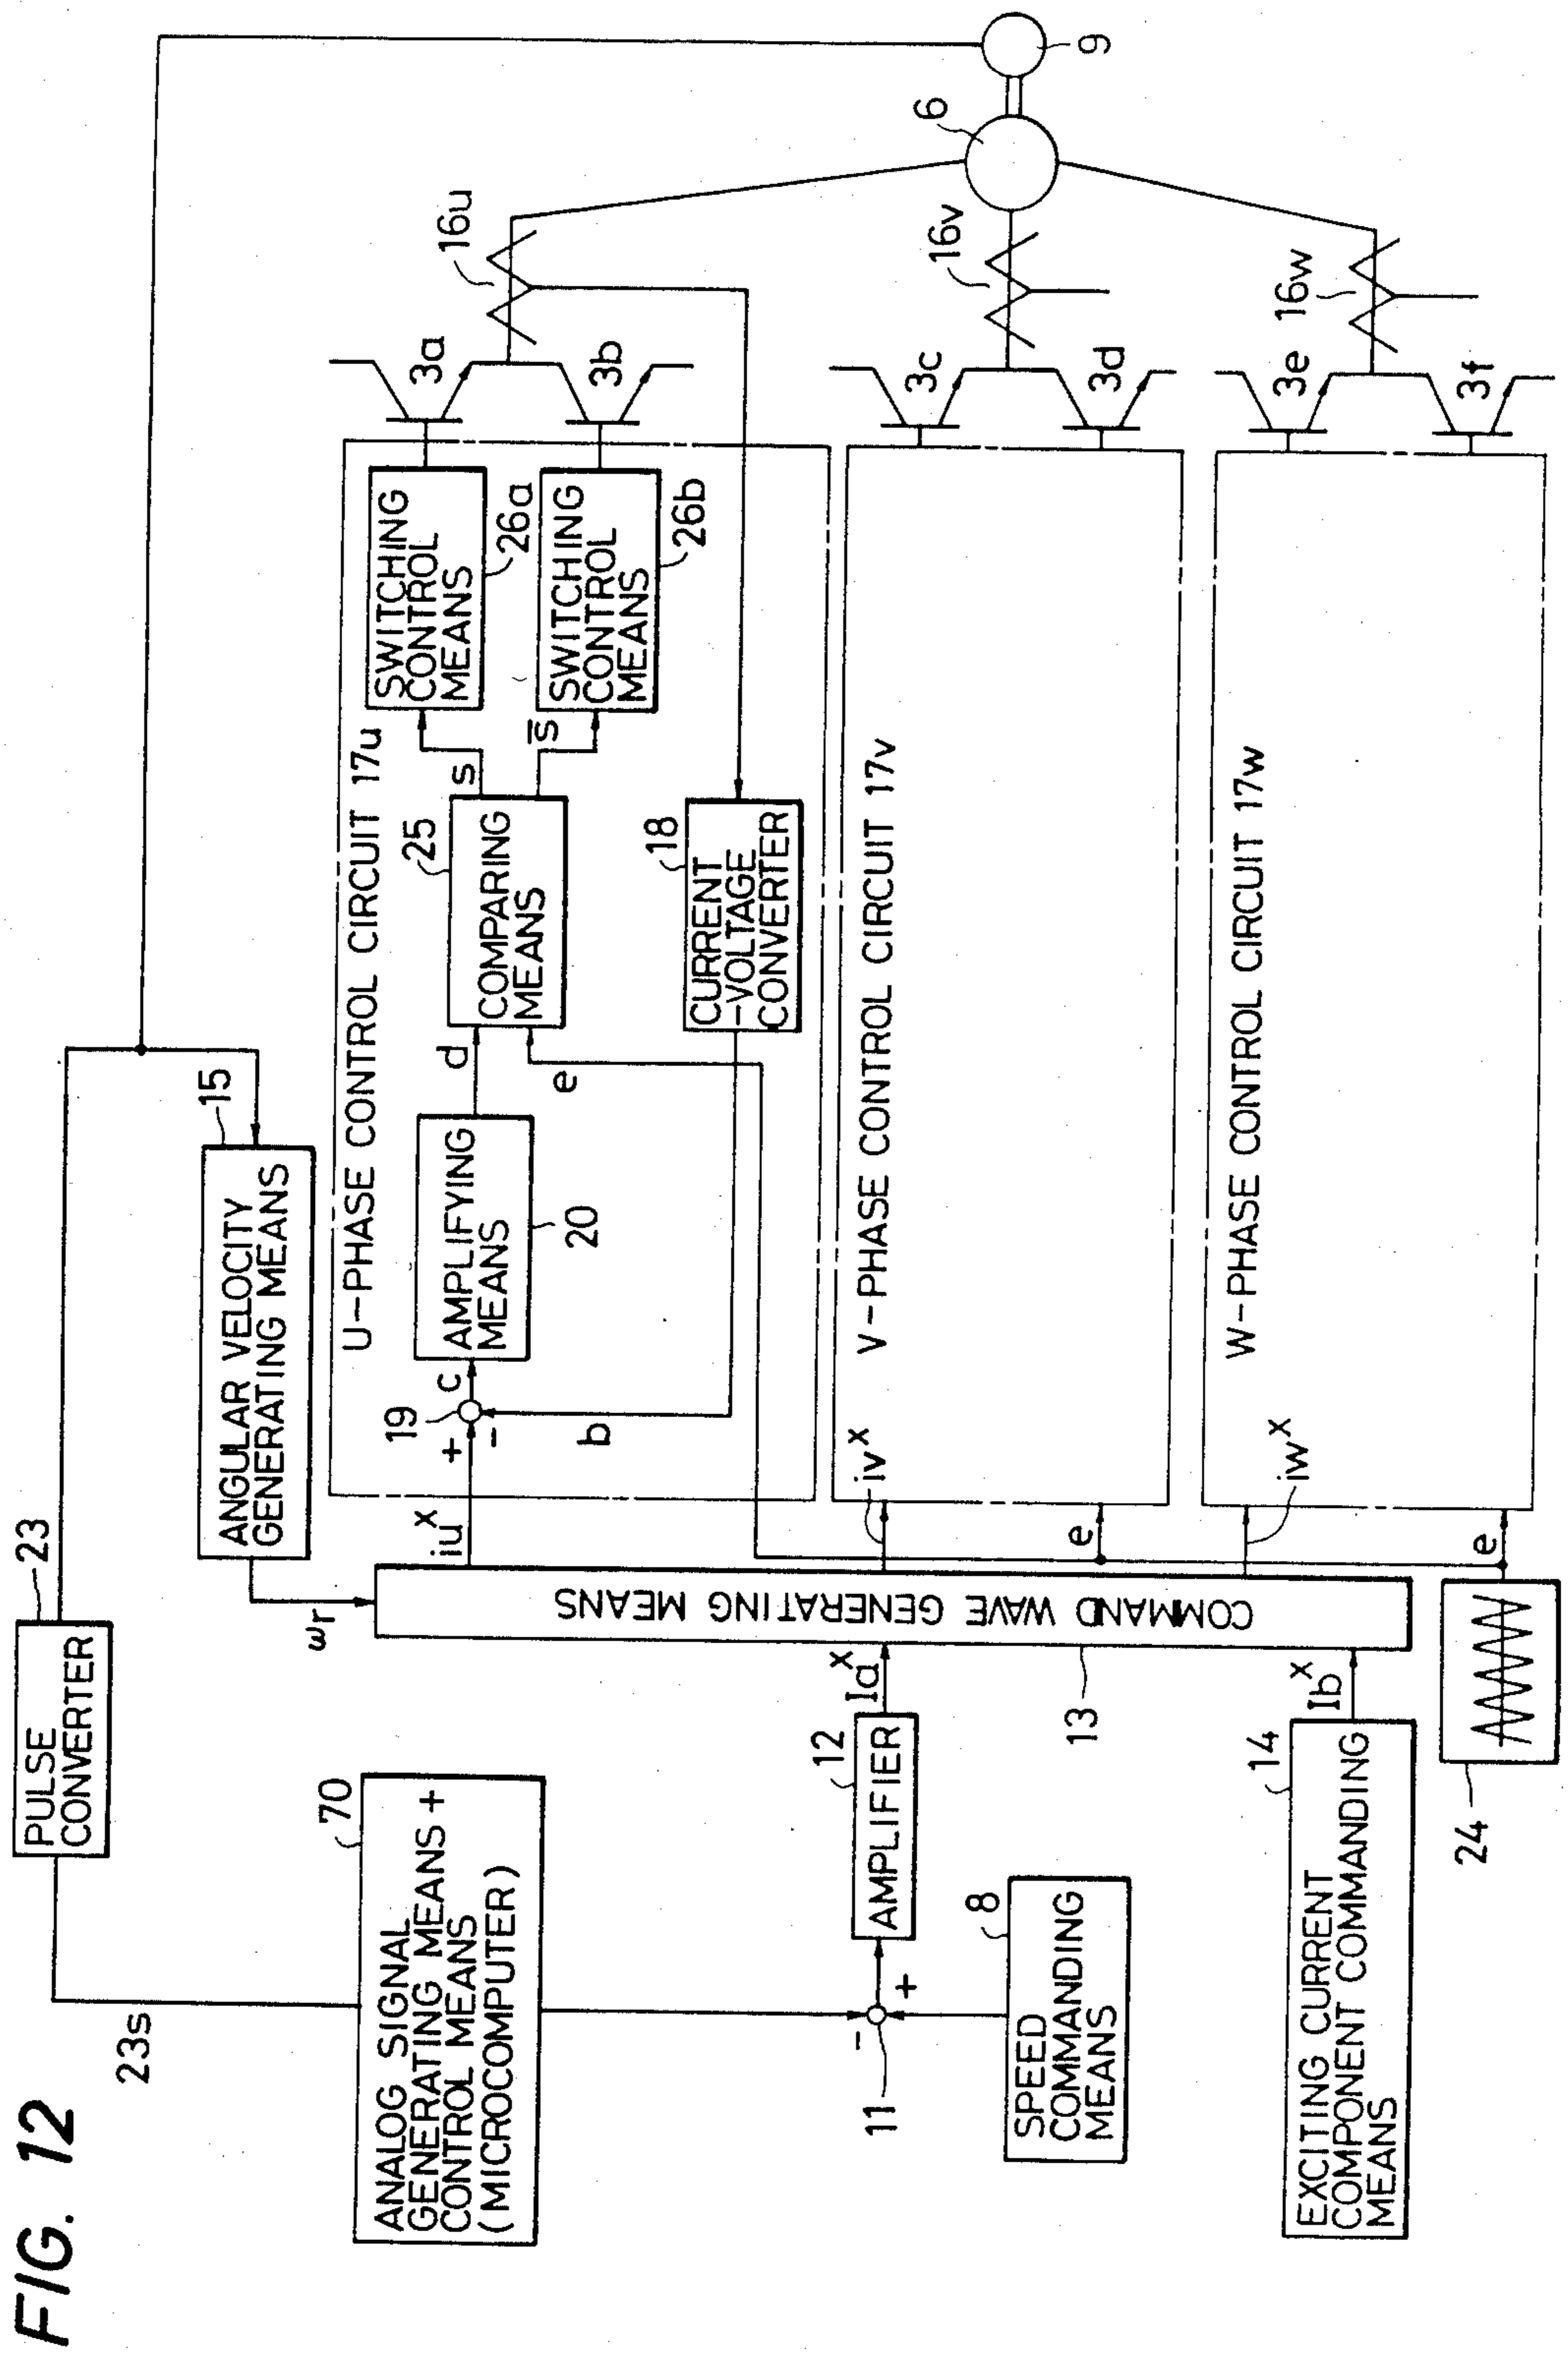 FIG. 12
23s
PULSE
CONVERTER
23
ANALOG SIGNAL
GENERATING MEANS +
CONTROL MEANS
(MICROCOMPUTER)
70
11
-
+
SPEED
COMMANDING
MEANS
8
AMPLIFIER
12
Ia^x
EXCITING CURRENT
COMPONENT COMMANDING
MEANS
14
Ib^x
24
13
COMMAND WAVE GENERATING MEANS
ωr
ANGULAR VELOCITY
GENERATING MEANS
15
iu^x
iv^x
iw^x
e
e
U-PHASE CONTROL CIRCUIT 17u
19
+
-
c
b
AMPLIFYING
MEANS
20
d
e
COMPARING
MEANS
25
s
s̅
SWITCHING
CONTROL
MEANS
26a
SWITCHING
CONTROL
MEANS
26b
CURRENT
-VOLTAGE
CONVERTER
18
V-PHASE CONTROL CIRCUIT 17v
W-PHASE CONTROL CIRCUIT 17w
3a
3b
3c
3d
3e
3f
16u
16v
16w
6
9